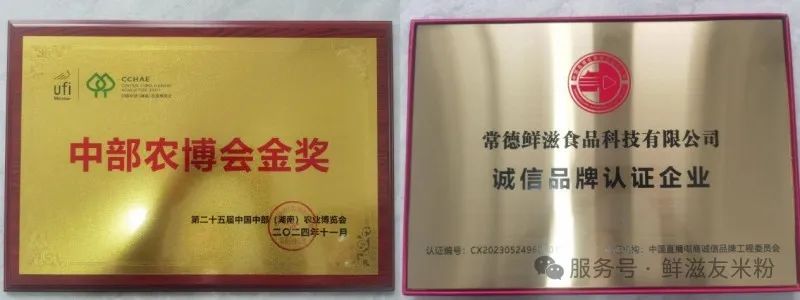 ufi
Member
CCHAE
中部农博会金奖
第二十五届中国中部（湖南）农业博览会
二〇二四年十一月
常德鲜滋食品科技有限公司
诚信品牌认证企业
认证编号：CX2023052496
机构：中国直播电商诚信品牌工程委员会
服务号·鲜滋友米粉